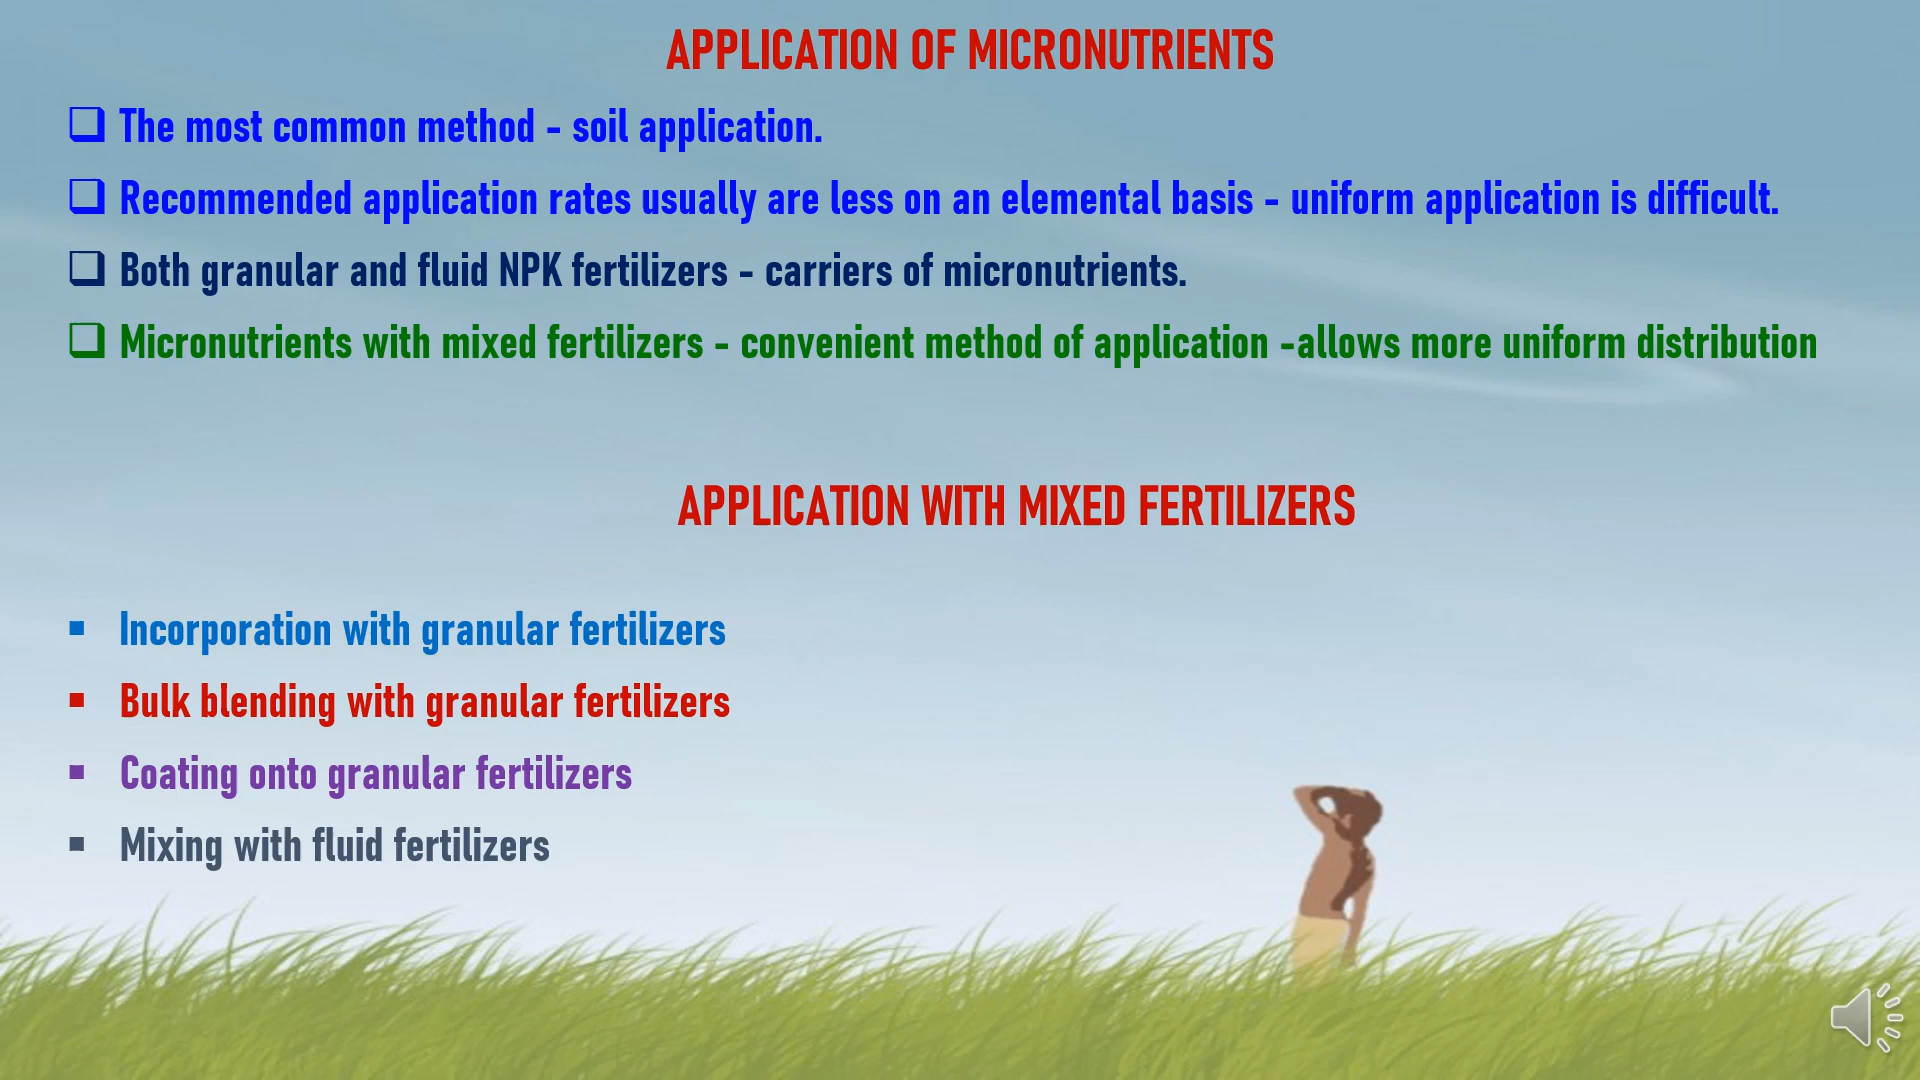 APPLICATION OF MICRONUTRIENTS
The most common method - soil application.
Recommended application rates usually are less on an elemental basis - uniform application is difficult.
Both granular and fluid NPK fertilizers - carriers of micronutrients.
Micronutrients with mixed fertilizers - convenient method of application -allows more uniform distribution
APPLICATION WITH MIXED FERTILIZERS
Incorporation with granular fertilizers
Bulk blending with granular fertilizers
Coating onto granular fertilizers
Mixing with fluid fertilizers